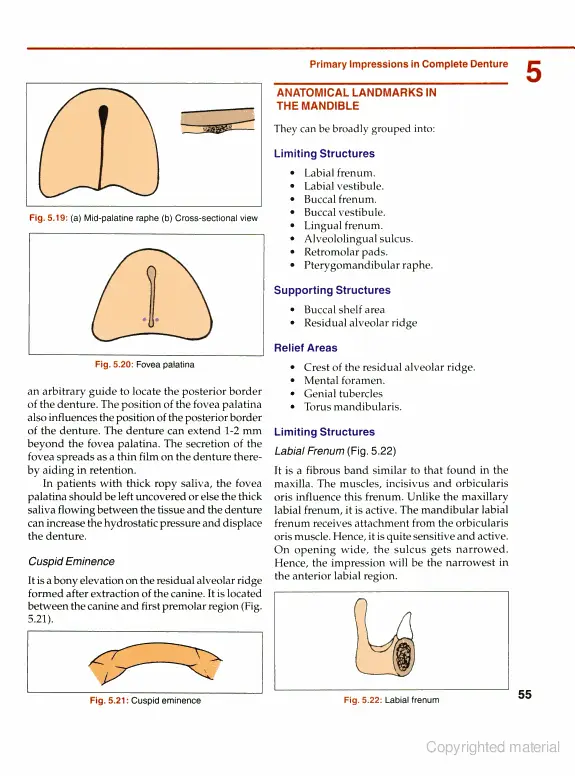 Primary Impressions in Complete Denture
5
Fig. 5.19: (a) Mid-palatine raphe (b) Cross-sectional view
Fig. 5.20: Fovea palatina
an arbitrary guide to locate the posterior border
of the denture. The position of the fovea palatina
also influences the position of the posterior border
of the denture. The denture can extend 1-2 mm
beyond the fovea palatina. The secretion of the
fovea spreads as a thin film on the denture there-
by aiding in retention.
In patients with thick ropy saliva, the fovea
palatina should be left uncovered or else the thick
saliva flowing between the tissue and the denture
can increase the hydrostatic pressure and displace
the denture.
Cuspid Eminence
It is a bony elevation on the residual alveolar ridge
formed after extraction of the canine. It is located
between the canine and first premolar region (Fig.
5.21).
Fig. 5.21: Cuspid eminence
ANATOMICAL LANDMARKS IN
THE MANDIBLE
They can be broadly grouped into:
Limiting Structures
• Labial frenum.
• Labial vestibule.
• Buccal frenum.
• Buccal vestibule.
• Lingual frenum.
• Alveololingual sulcus.
• Retromolar pads.
• Pterygomandibular raphe.
Supporting Structures
• Buccal shelf area
• Residual alveolar ridge
Relief Areas
• Crest of the residual alveolar ridge.
• Mental foramen.
• Genial tubercles
• Torus mandibularis.
Limiting Structures
Labial Frenum (Fig. 5.22)
It is a fibrous band similar to that found in the
maxilla. The muscles, incisivus and orbicularis
oris influence this frenum. Unlike the maxillary
labial frenum, it is active. The mandibular labial
frenum receives attachment from the orbicularis
oris muscle. Hence, it is quite sensitive and active.
On opening wide, the sulcus gets narrowed.
Hence, the impression will be the narrowest in
the anterior labial region.
Fig. 5.22: Labial frenum
55
Copyrighted material